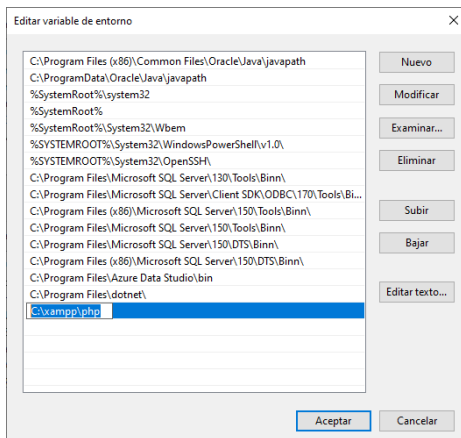 Editar variable de entorno
C:\Program Files (x86)\Common Files\Oracle\Java\javapath
C:\ProgramData\Oracle\Java\javapath
%SystemRoot%\system32
%SystemRoot%
%SystemRoot%\System32\Wbem
%SYSTEMROOT%\System32\WindowsPowerShell\v1.0\
%SYSTEMROOT%\System32\OpenSSH\
C:\Program Files\Microsoft SQL Server\130\Tools\Binn\
C:\Program Files\Microsoft SQL Server\Client SDK\ODBC\170\Tools\Bi...
C:\Program Files (x86)\Microsoft SQL Server\150\Tools\Binn\
C:\Program Files\Microsoft SQL Server\150\Tools\Binn\
C:\Program Files\Microsoft SQL Server\150\DTS\Binn\
C:\Program Files (x86)\Microsoft SQL Server\150\DTS\Binn\
C:\Program Files\Azure Data Studio\bin
C:\Program Files\dotnet\
C:\xampp\php
Nuevo
Modificar
Examinar...
Eliminar
Subir
Bajar
Editar texto...
Aceptar
Cancelar